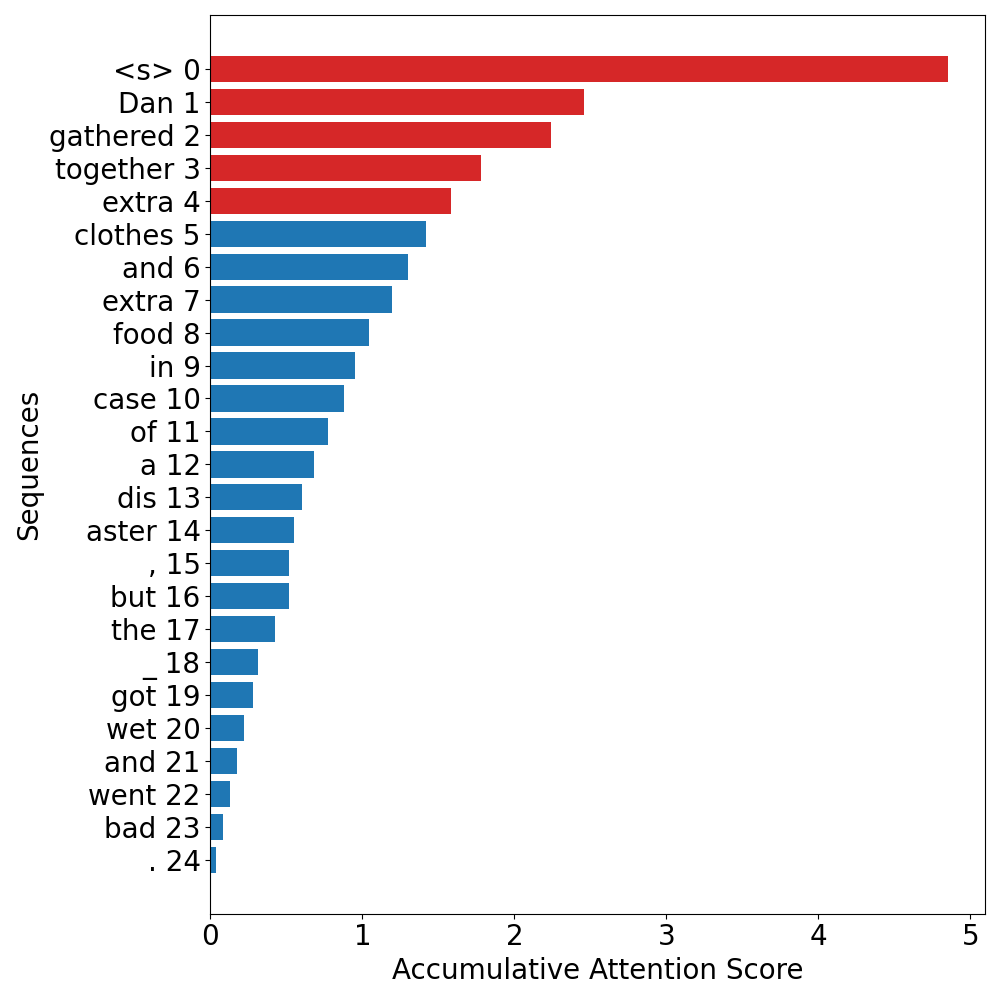 <s> 0
Dan 1
gathered 2
together 3
extra 4
clothes 5
and 6
extra 7
food 8
in 9
case 10
of 11
a 12
dis 13
aster 14
, 15
but 16
the 17
_ 18
got 19
wet 20
and 21
went 22
bad 23
. 24
Sequences
0 1 2 3 4 5
Accumulative Attention Score